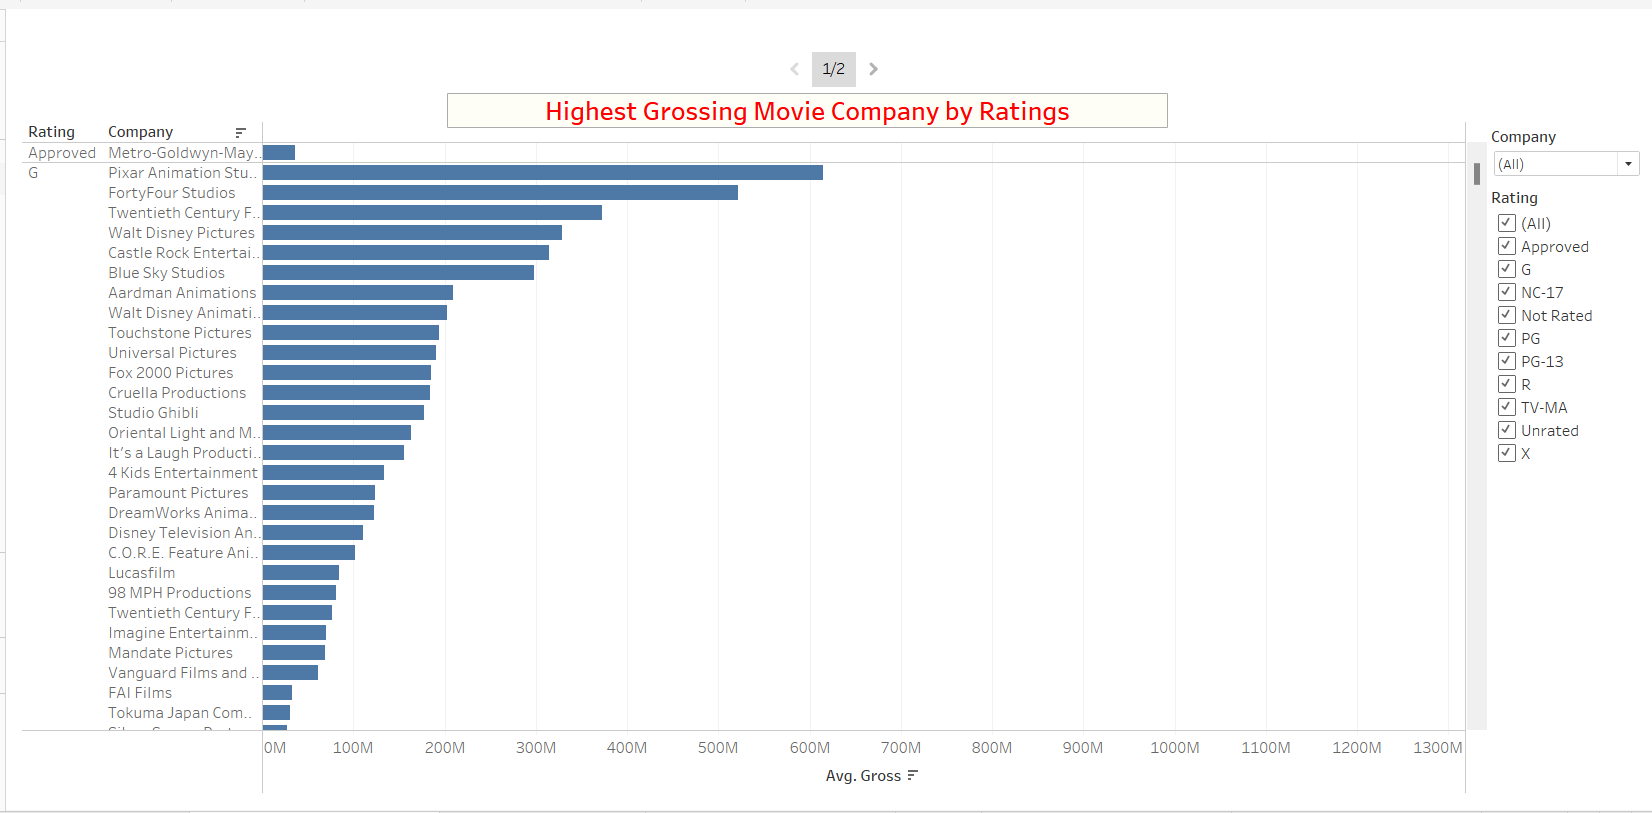 1/2
Highest Grossing Movie Company by Ratings
Rating Company
Approved Metro-Goldwyn-May..
G Pixar Animation Stu..
FortyFour Studios
Twentieth Century F..
Walt Disney Pictures
Castle Rock Entertai..
Blue Sky Studios
Aardman Animations
Walt Disney Animati..
Touchstone Pictures
Universal Pictures
Fox 2000 Pictures
Cruella Productions
Studio Ghibli
Oriental Light and M..
It's a Laugh Producti..
4 Kids Entertainment
Paramount Pictures
DreamWorks Anima..
Disney Television An..
C.O.R.E. Feature Ani..
Lucasfilm
98 MPH Productions
Twentieth Century F..
Imagine Entertainm..
Mandate Pictures
Vanguard Films and ..
FAI Films
Tokuma Japan Com..
0M 100M 200M 300M 400M 500M 600M 700M 800M 900M 1000M 1100M 1200M 1300M
Avg. Gross
Company
(All)
Rating
(All)
Approved
G
NC-17
Not Rated
PG
PG-13
R
TV-MA
Unrated
X